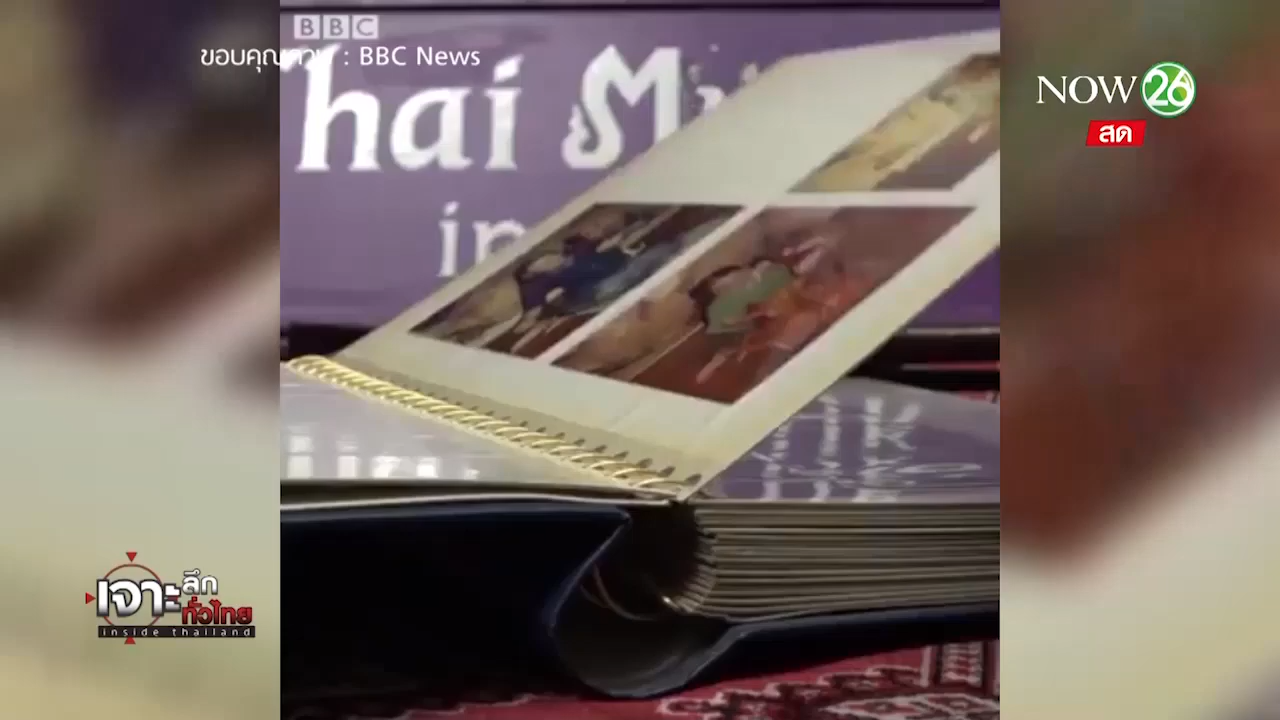 BBC
ขอบคุณภาพ : BBC News
NOW 26
สด
Thai
in
เจาะลึก
ทั่วไทย
inside thailand